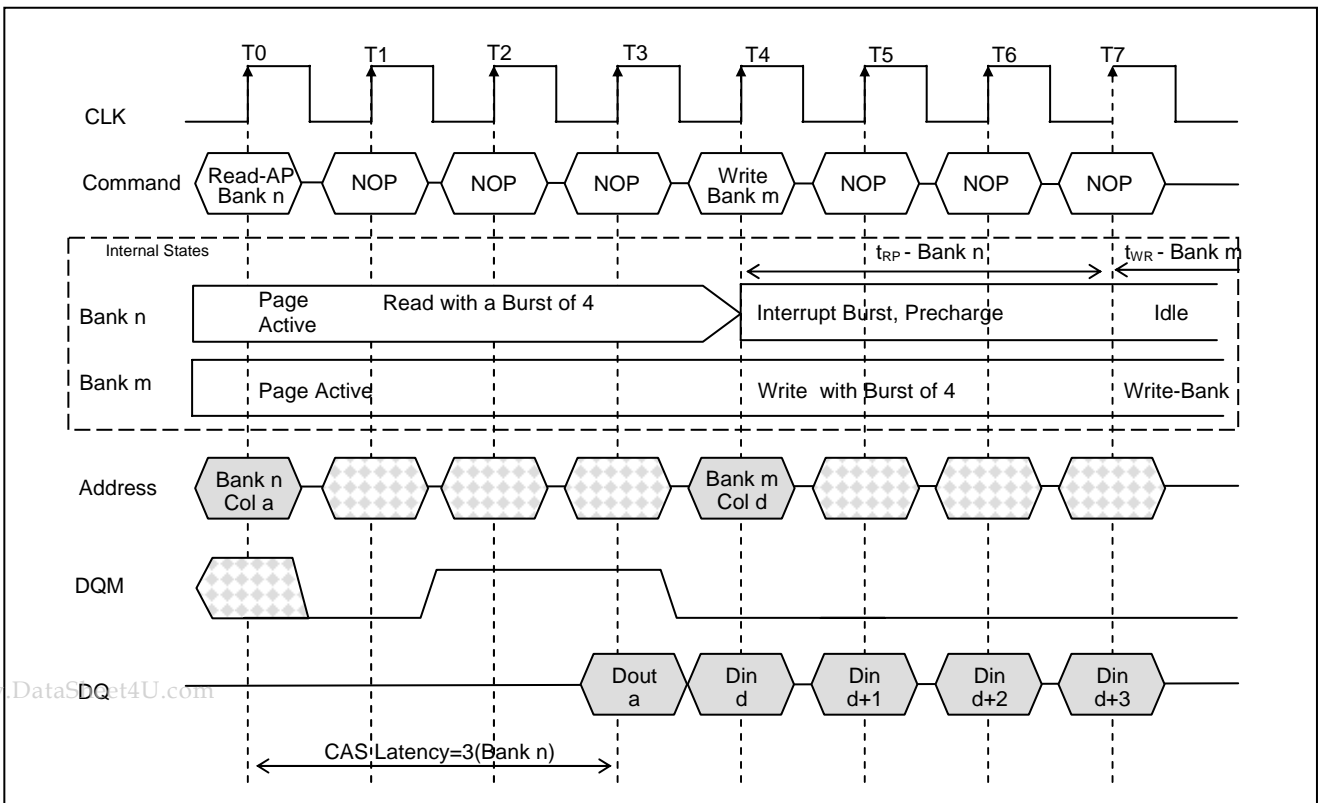 T0 T1 T2 T3 T4 T5 T6 T7
CLK
Command
Read-AP
Bank n
NOP
NOP
NOP
Write
Bank m
NOP
NOP
NOP
Internal States
tRP - Bank n
tWR - Bank m
Bank n
Page
Active
Read with a Burst of 4
Interrupt Burst, Precharge
Idle
Bank m
Page Active
Write with Burst of 4
Write-Bank
Address
Bank n
Col a
Bank m
Col d
DQM
DQ
Dout
a
Din
d
Din
d+1
Din
d+2
Din
d+3
.DataSheet4U.com
CAS Latency=3(Bank n)